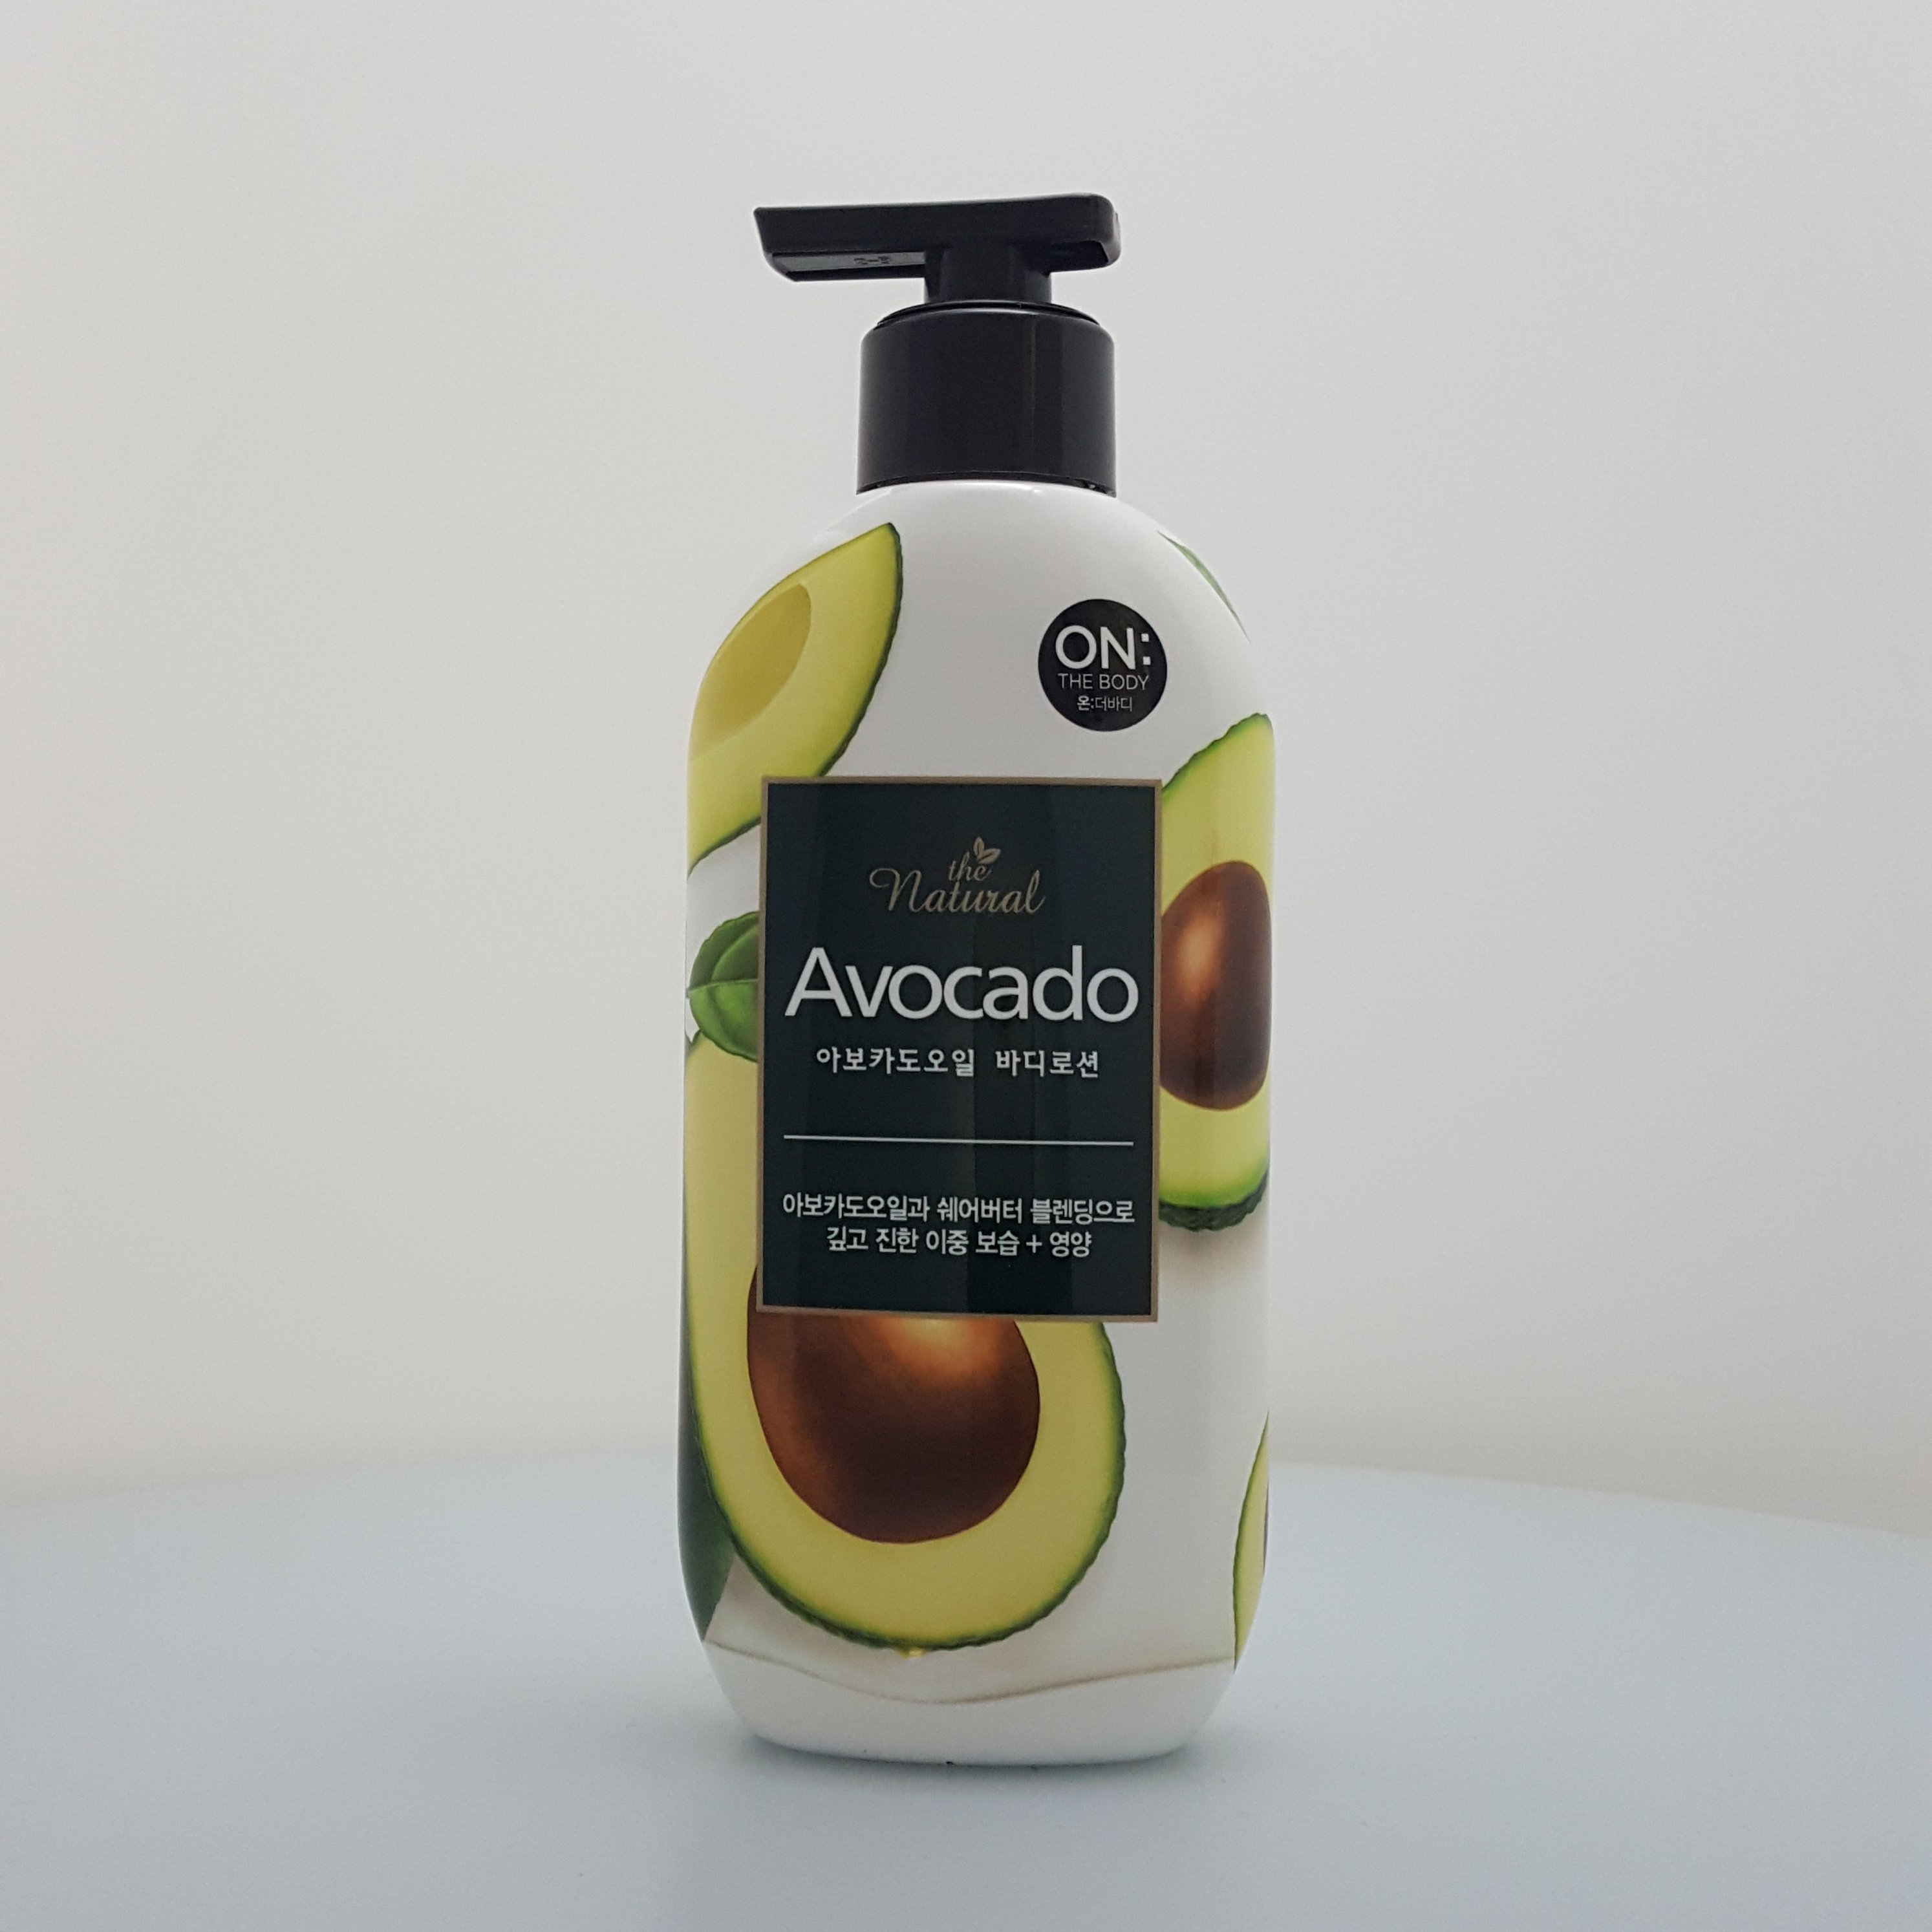 ON:
THE BODY
온:더바디
the
Natural
Avocado
아보카도오일 바디로션
아보카도오일과 쉐어버터 블렌딩으로
깊고 진한 이중 보습 + 영양